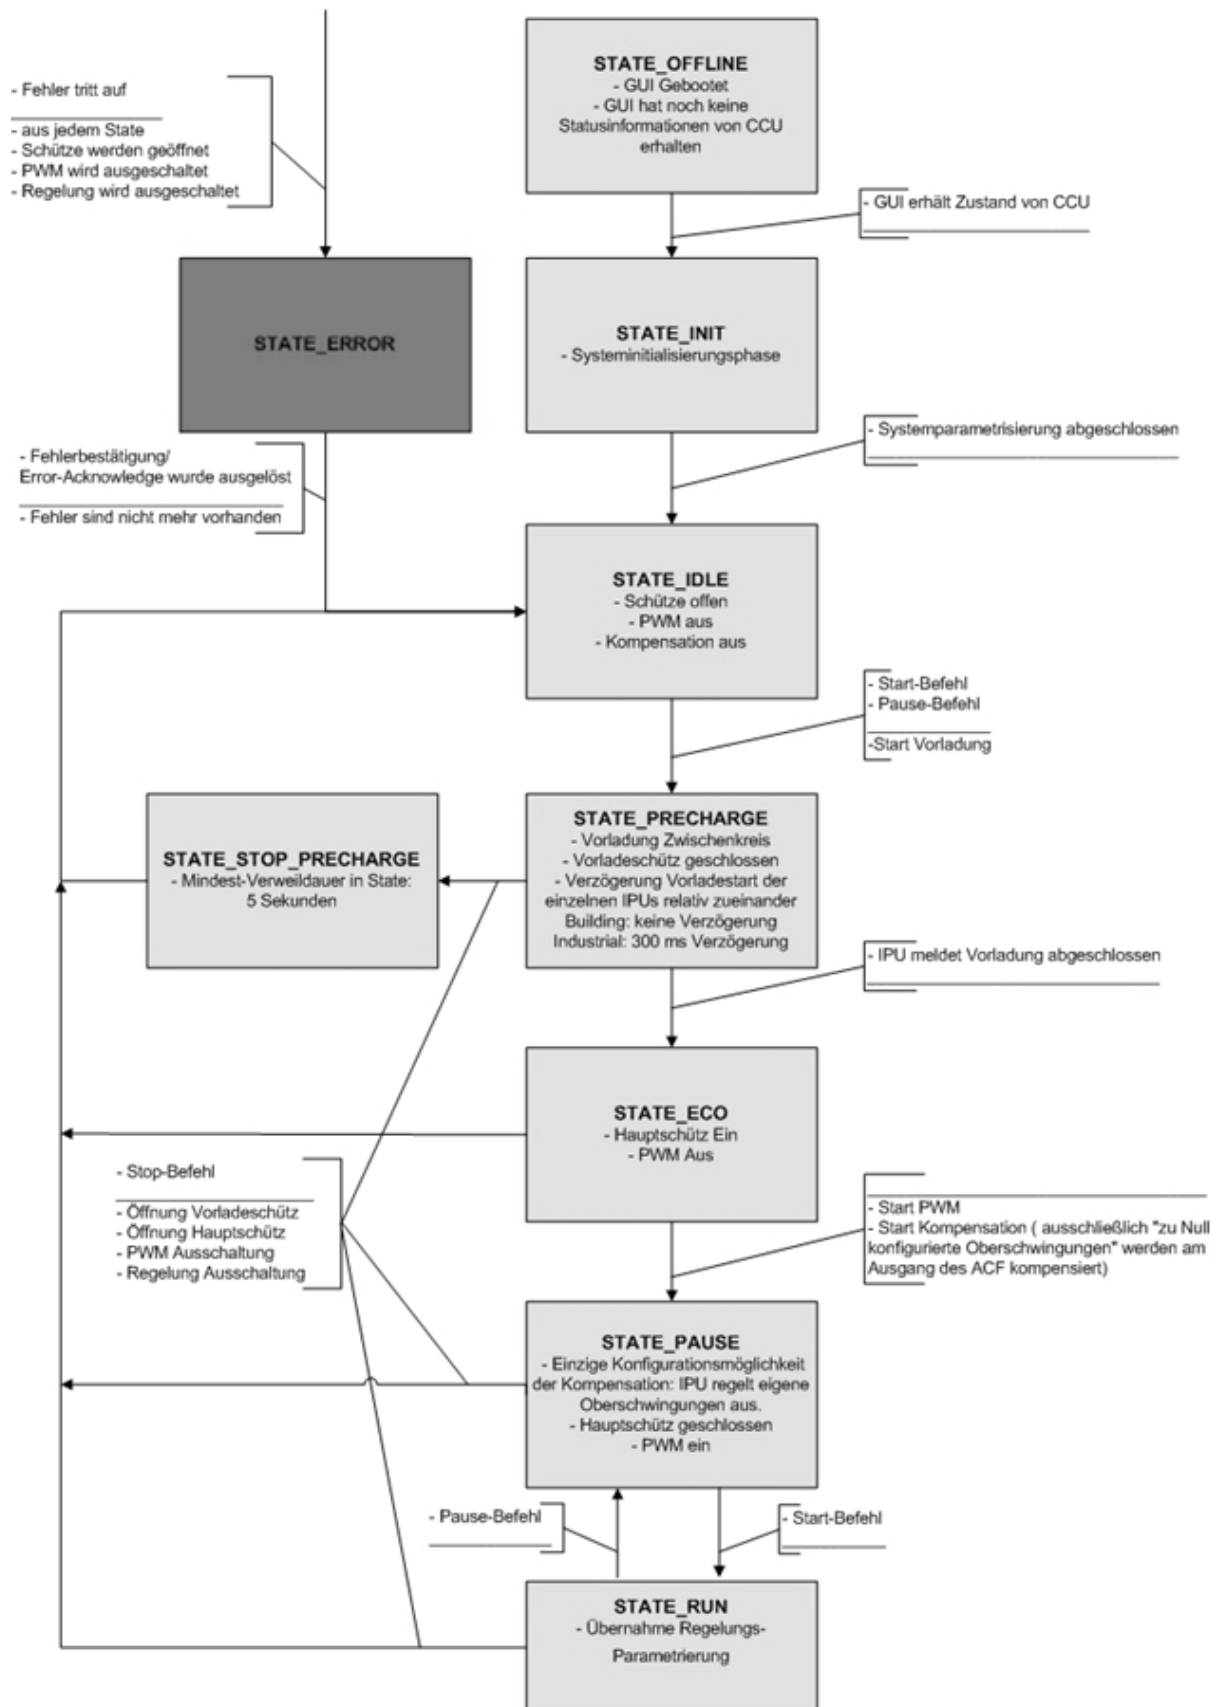 STATE_OFFLINE
- GUI Gebootet
- GUI hat noch keine
Statusinformationen von CCU
erhalten
- Fehler tritt auf
- aus jedem State
- Schütze werden geöffnet
- PWM wird ausgeschaltet
- Regelung wird ausgeschaltet
- GUI erhält Zustand von CCU
STATE_ERROR
STATE_INIT
- Systeminitialisierungsphase
- Systemparametrisierung abgeschlossen
- Fehlerbestätigung/
Error-Acknowledge wurde ausgelöst
- Fehler sind nicht mehr vorhanden
STATE_IDLE
- Schütze offen
- PWM aus
- Kompensation aus
- Start-Befehl
- Pause-Befehl
-Start Vorladung
STATE_STOP_PRECHARGE
- Mindest-Verweildauer in State:
5 Sekunden
STATE_PRECHARGE
- Vorladung Zwischenkreis
- Vorladeschütz geschlossen
- Verzögerung Vorladestart der
einzelnen IPUs relativ zueinander
Building: keine Verzögerung
Industrial: 300 ms Verzögerung
- IPU meldet Vorladung abgeschlossen
STATE_ECO
- Hauptschütz Ein
- PWM Aus
- Stop-Befehl
- Öffnung Vorladeschütz
- Öffnung Hauptschütz
- PWM Ausschaltung
- Regelung Ausschaltung
- Start PWM
- Start Kompensation ( ausschließlich "zu Null
konfigurierte Oberschwingungen" werden am
Ausgang des ACF kompensiert)
STATE_PAUSE
- Einzige Konfigurationsmöglichkeit
der Kompensation: IPU regelt eigene
Oberschwingungen aus.
- Hauptschütz geschlossen
- PWM ein
- Pause-Befehl
- Start-Befehl
STATE_RUN
- Übernahme Regelungs-
Parametrierung